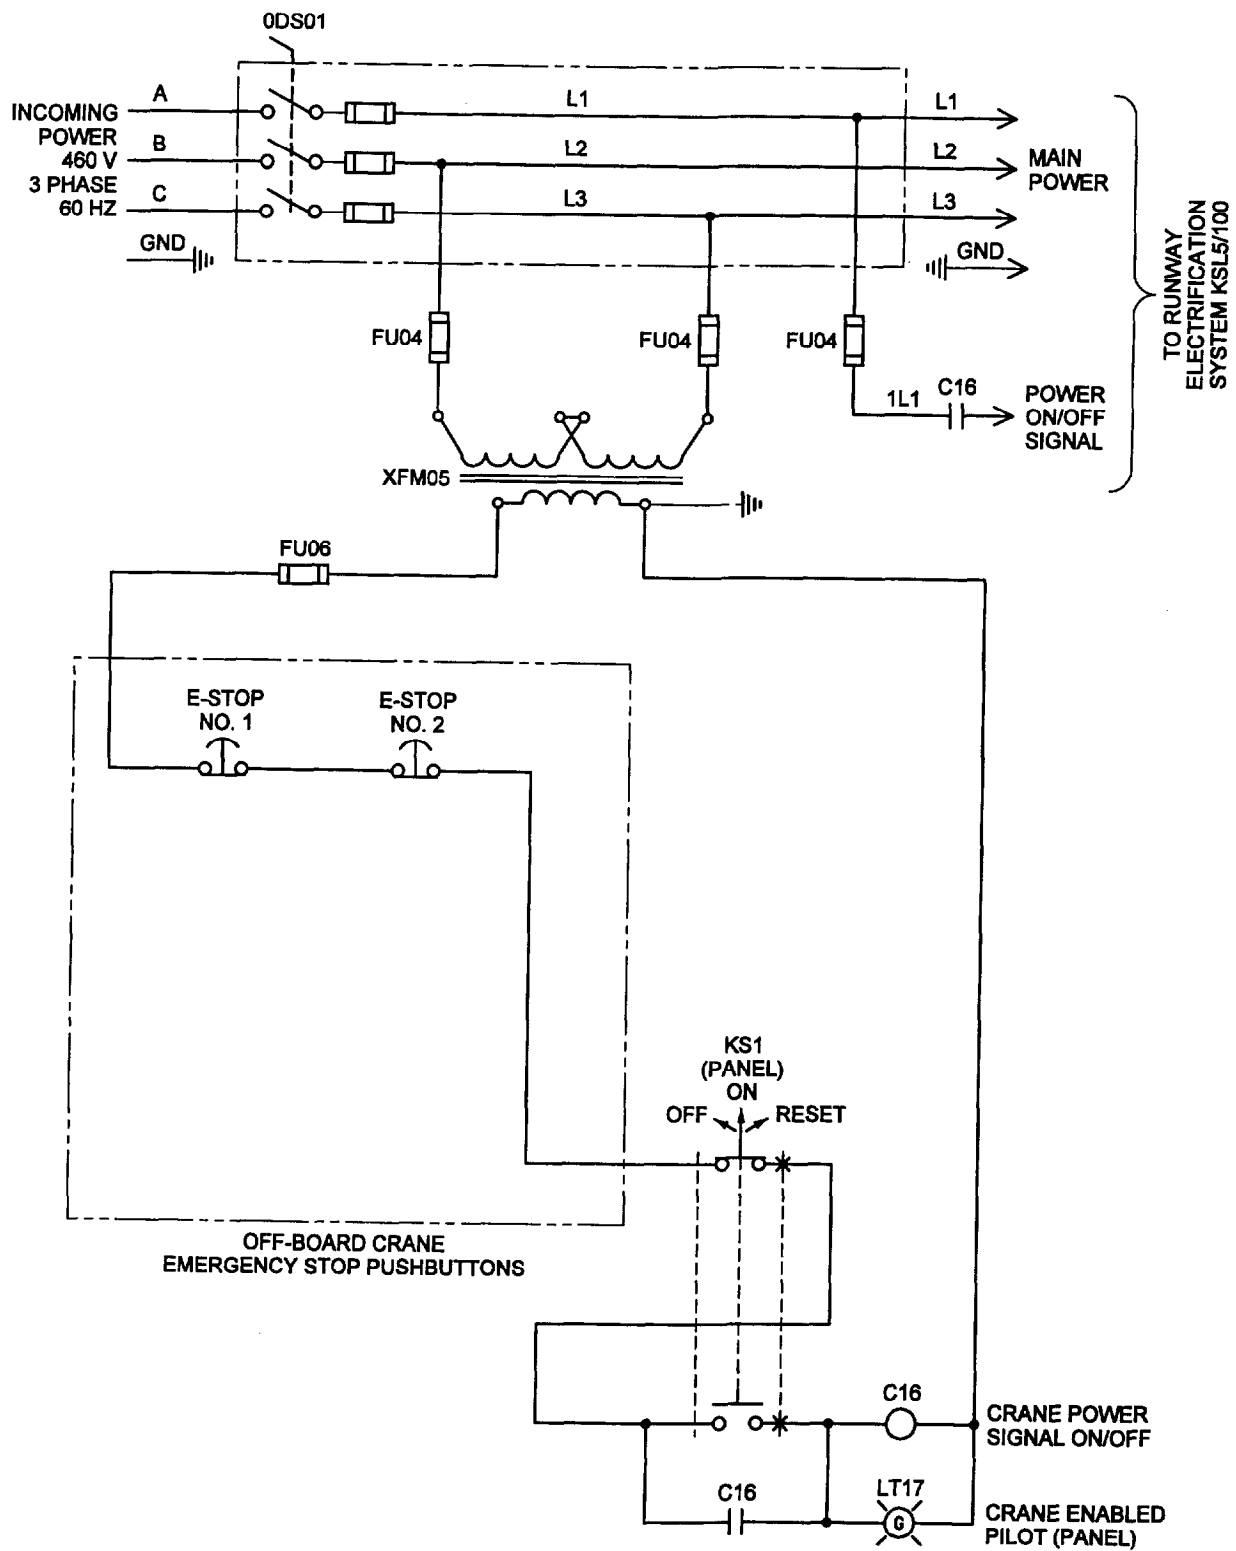 0DS01
A
INCOMING
POWER
460 V
3 PHASE
60 HZ
B
C
GND
L1
L2
L3
L1
L2
L3
GND
MAIN
POWER
TO RUNWAY
ELECTRIFICATION
SYSTEM KSL5/100
FU04
FU04
FU04
1L1
C16
POWER
ON/OFF
SIGNAL
XFM05
FU06
E-STOP
NO. 1
E-STOP
NO. 2
KS1
(PANEL)
ON
OFF
RESET
OFF-BOARD CRANE
EMERGENCY STOP PUSHBUTTONS
C16
CRANE POWER
SIGNAL ON/OFF
C16
LT17
G
CRANE ENABLED
PILOT (PANEL)